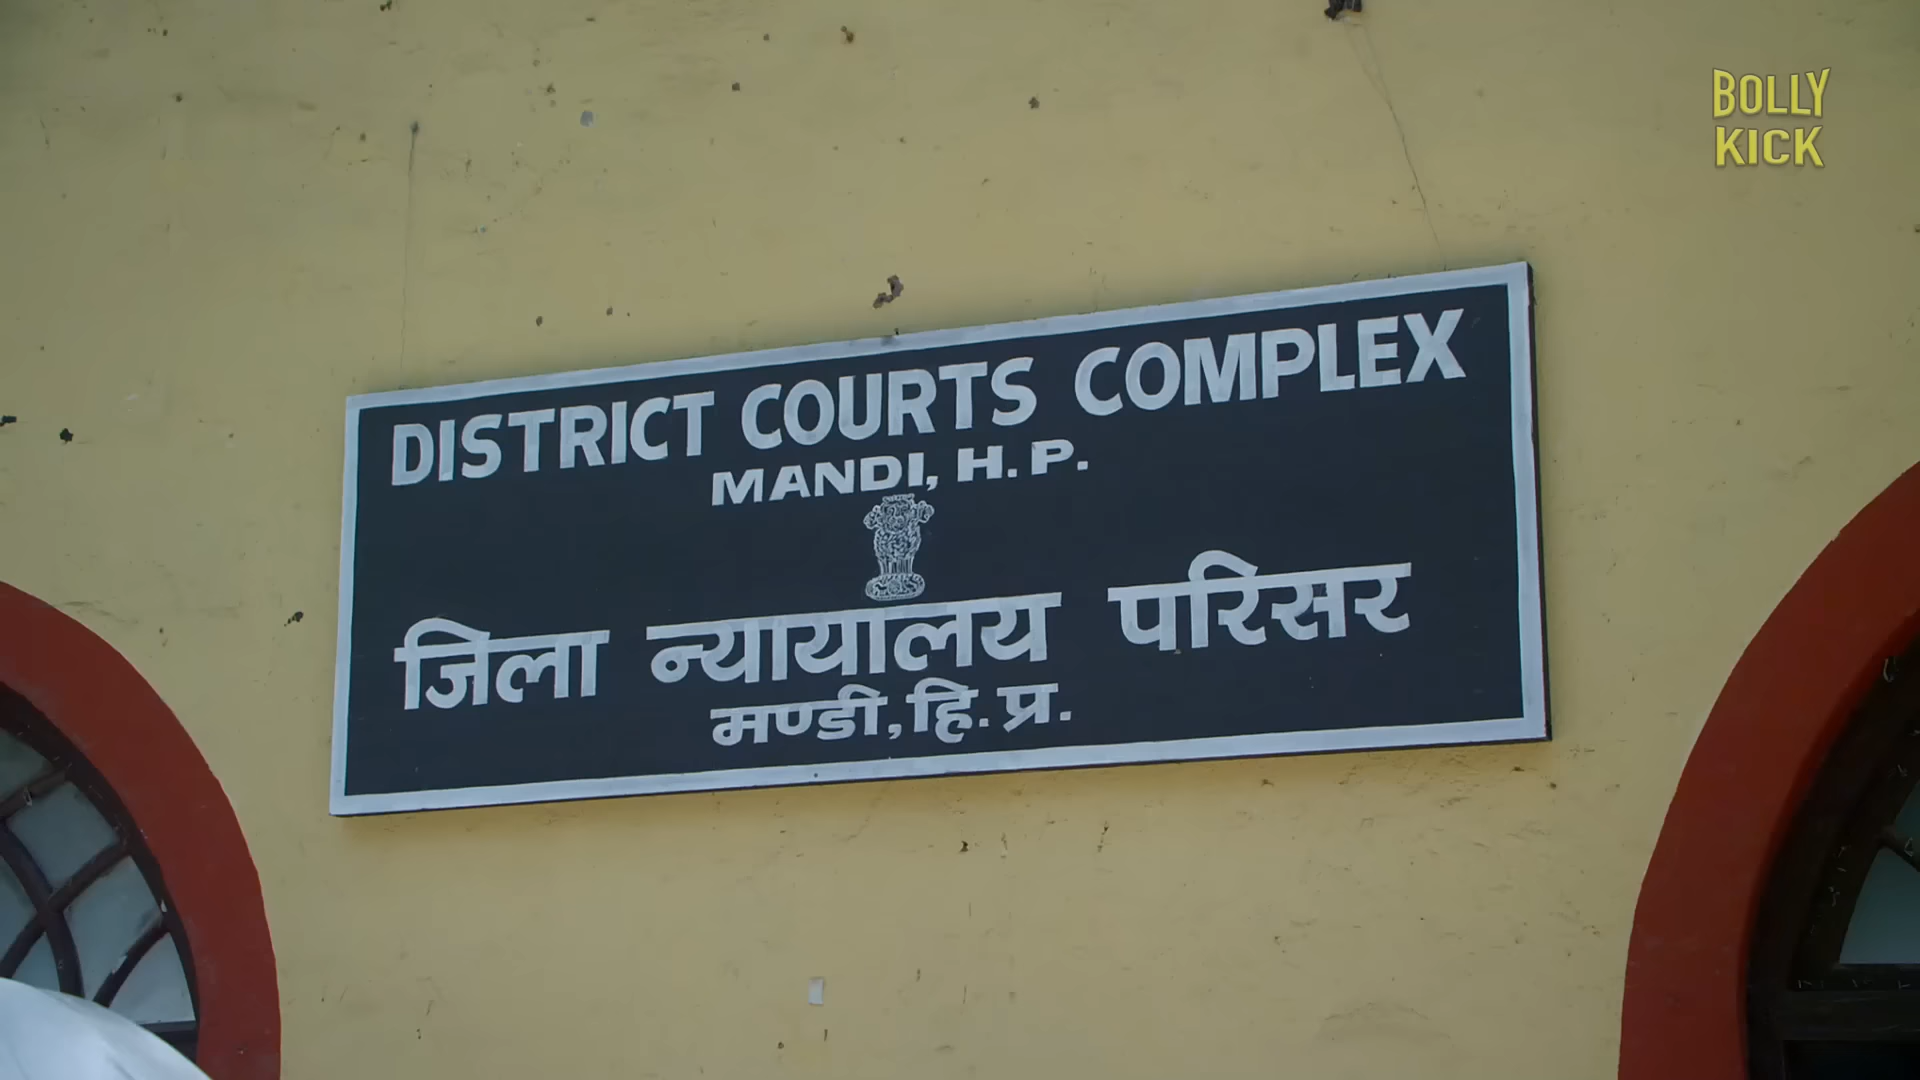 BOLLY
KICK
DISTRICT COURTS COMPLEX
MANDI, H.P.
जिला न्यायालय परिसर
मण्डी, हि. प्र.